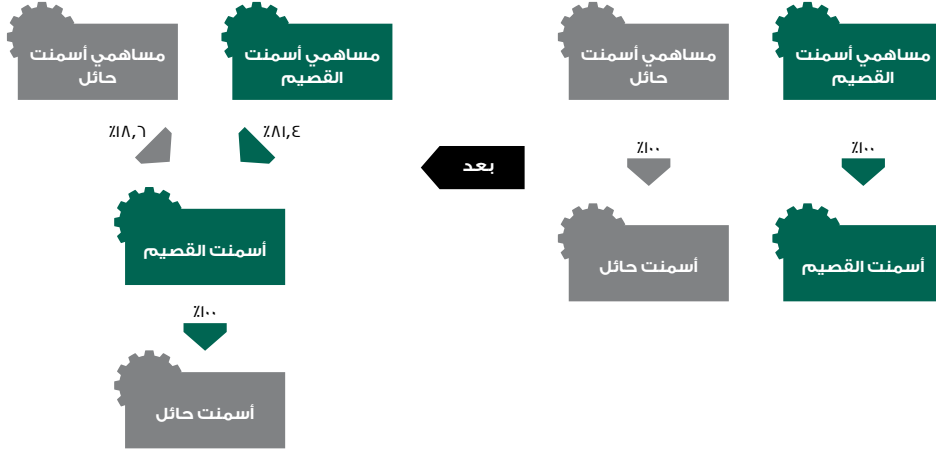 مساهمي أسمنت
القصيم
مساهمي أسمنت
حائل
٪١٠٠
٪١٠٠
أسمنت القصيم
أسمنت حائل
بعد
مساهمي أسمنت
القصيم
مساهمي أسمنت
حائل
٪٨١,٤
٪١٨,٦
أسمنت القصيم
٪١٠٠
أسمنت حائل